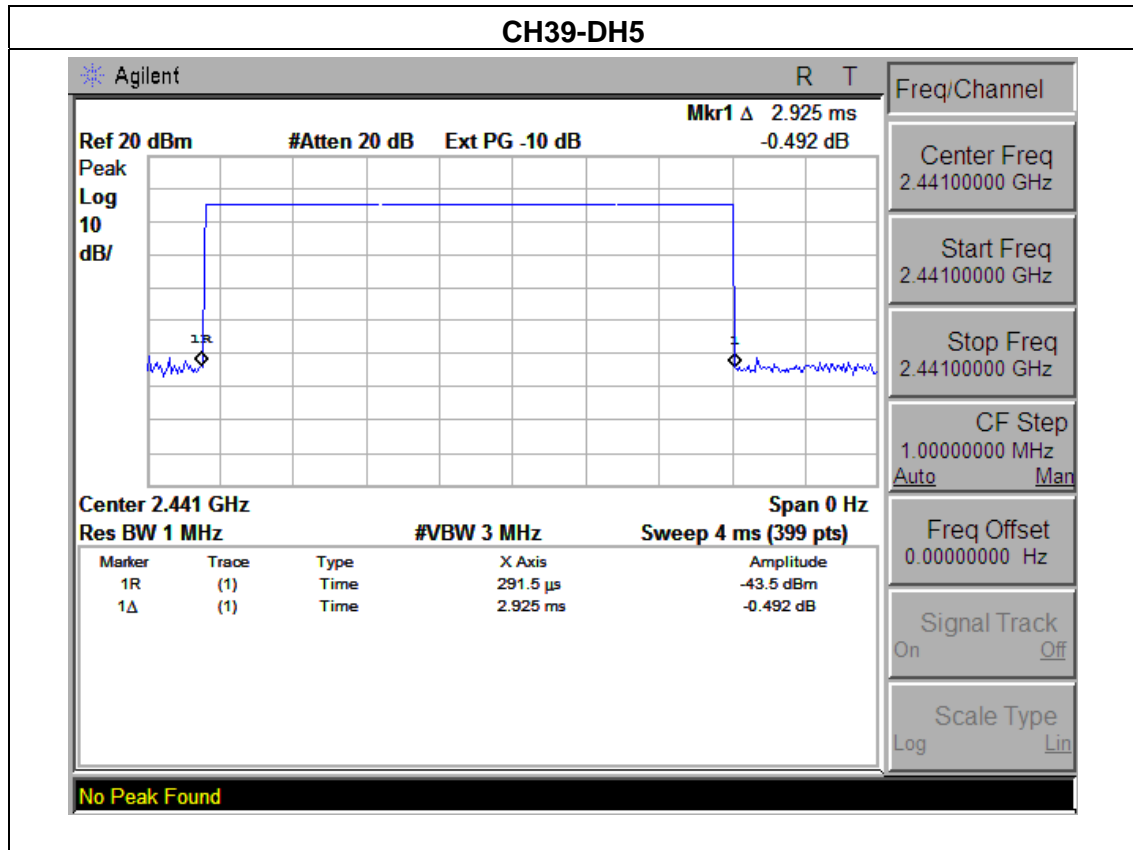 CH39-DH5
Agilent R T
Mkr1 Δ 2.925 ms
Ref 20 dBm #Atten 20 dB Ext PG -10 dB -0.492 dB
Peak
Log
10
dB/
1R
1
Center 2.441 GHz Span 0 Hz
Res BW 1 MHz #VBW 3 MHz Sweep 4 ms (399 pts)
Marker Trace Type X Axis Amplitude
1R (1) Time 291.5 µs -43.5 dBm
1Δ (1) Time 2.925 ms -0.492 dB
No Peak Found
Freq/Channel
Center Freq
2.44100000 GHz
Start Freq
2.44100000 GHz
Stop Freq
2.44100000 GHz
CF Step
1.00000000 MHz
Auto Man
Freq Offset
0.00000000 Hz
Signal Track
On Off
Scale Type
Log Lin